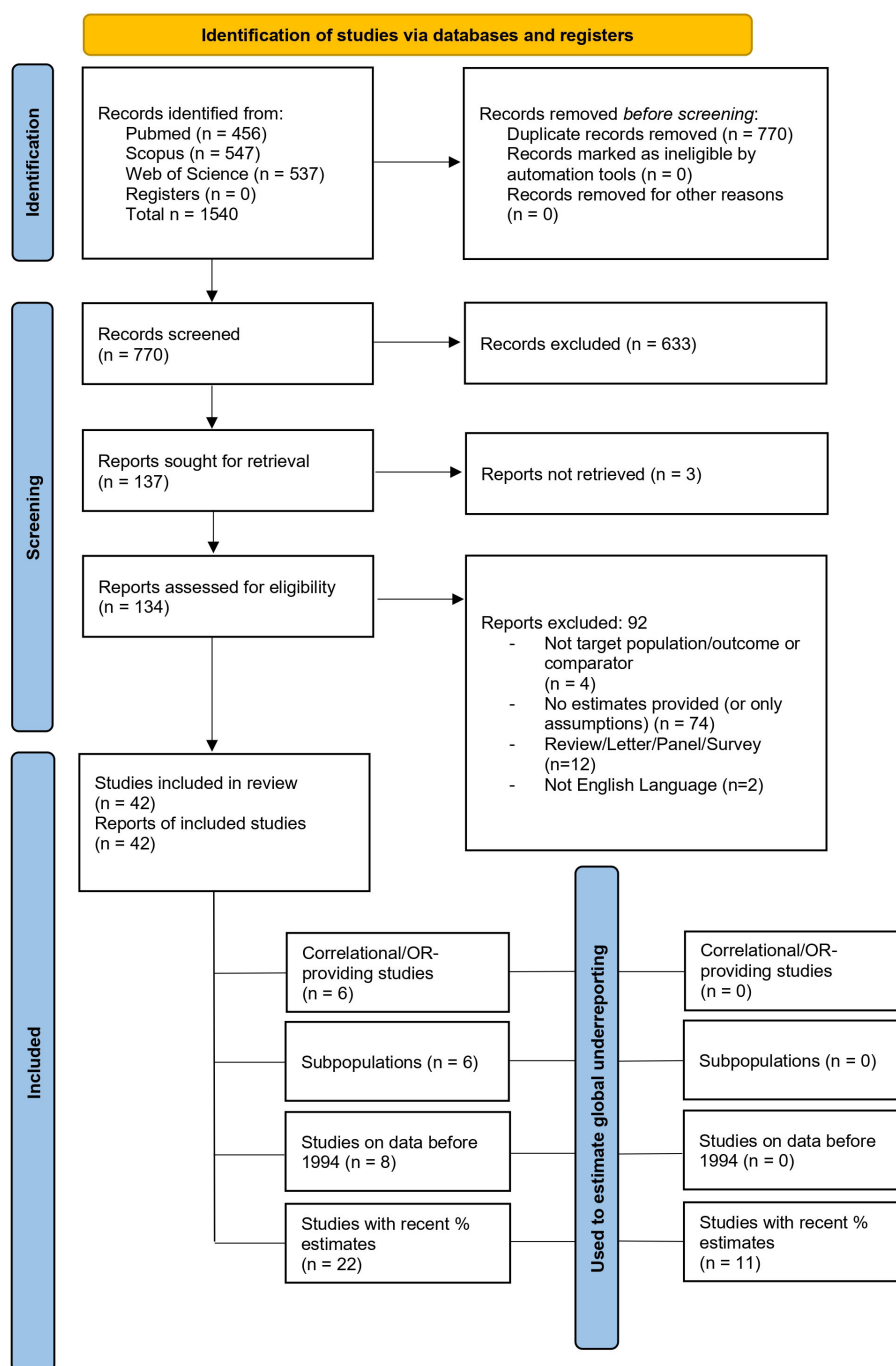 Identification of studies via databases and registers
Identification
Records identified from:
Pubmed (n = 456)
Scopus (n = 547)
Web of Science (n = 537)
Registers (n = 0)
Total n = 1540
Records removed before screening:
Duplicate records removed (n = 770)
Records marked as ineligible by
automation tools (n = 0)
Records removed for other reasons
(n = 0)
Screening
Records screened
(n = 770)
Records excluded (n = 633)
Reports sought for retrieval
(n = 137)
Reports not retrieved (n = 3)
Reports assessed for eligibility
(n = 134)
Reports excluded: 92
- Not target population/outcome or
comparator
(n = 4)
- No estimates provided (or only
assumptions) (n = 74)
- Review/Letter/Panel/Survey
(n=12)
- Not English Language (n=2)
Included
Studies included in review
(n = 42)
Reports of included studies
(n = 42)
Correlational/OR-
providing studies
(n = 6)
Subpopulations (n = 6)
Studies on data before
1994 (n = 8)
Studies with recent %
estimates
(n = 22)
Used to estimate global underreporting
Correlational/OR-
providing studies
(n = 0)
Subpopulations (n = 0)
Studies on data before
1994 (n = 0)
Studies with recent %
estimates
(n = 11)